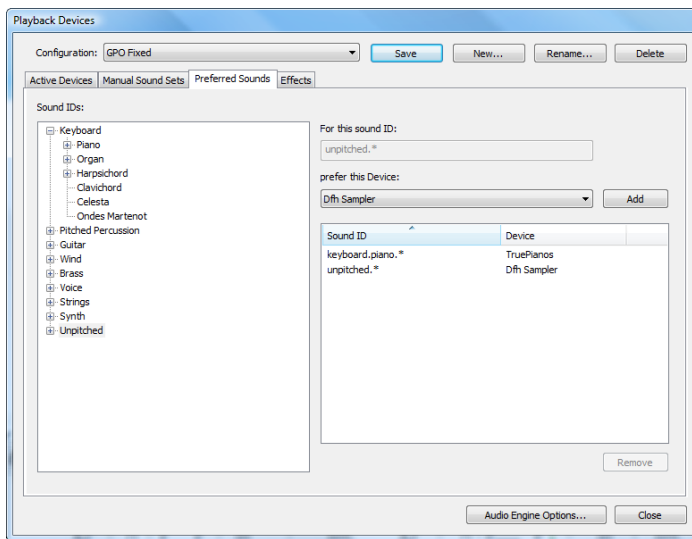 Playback Devices
Configuration: GPO Fixed Save New... Rename... Delete
Active Devices Manual Sound Sets Preferred Sounds Effects
Sound IDs:
Keyboard
Piano
Organ
Harpsichord
Clavichord
Celesta
Ondes Martenot
Pitched Percussion
Guitar
Wind
Brass
Voice
Strings
Synth
Unpitched
For this sound ID:
unpitched.*
prefer this Device:
Dfh Sampler Add
Sound ID Device
keyboard.piano.* TruePianos
unpitched.* Dfh Sampler
Remove
Audio Engine Options... Close